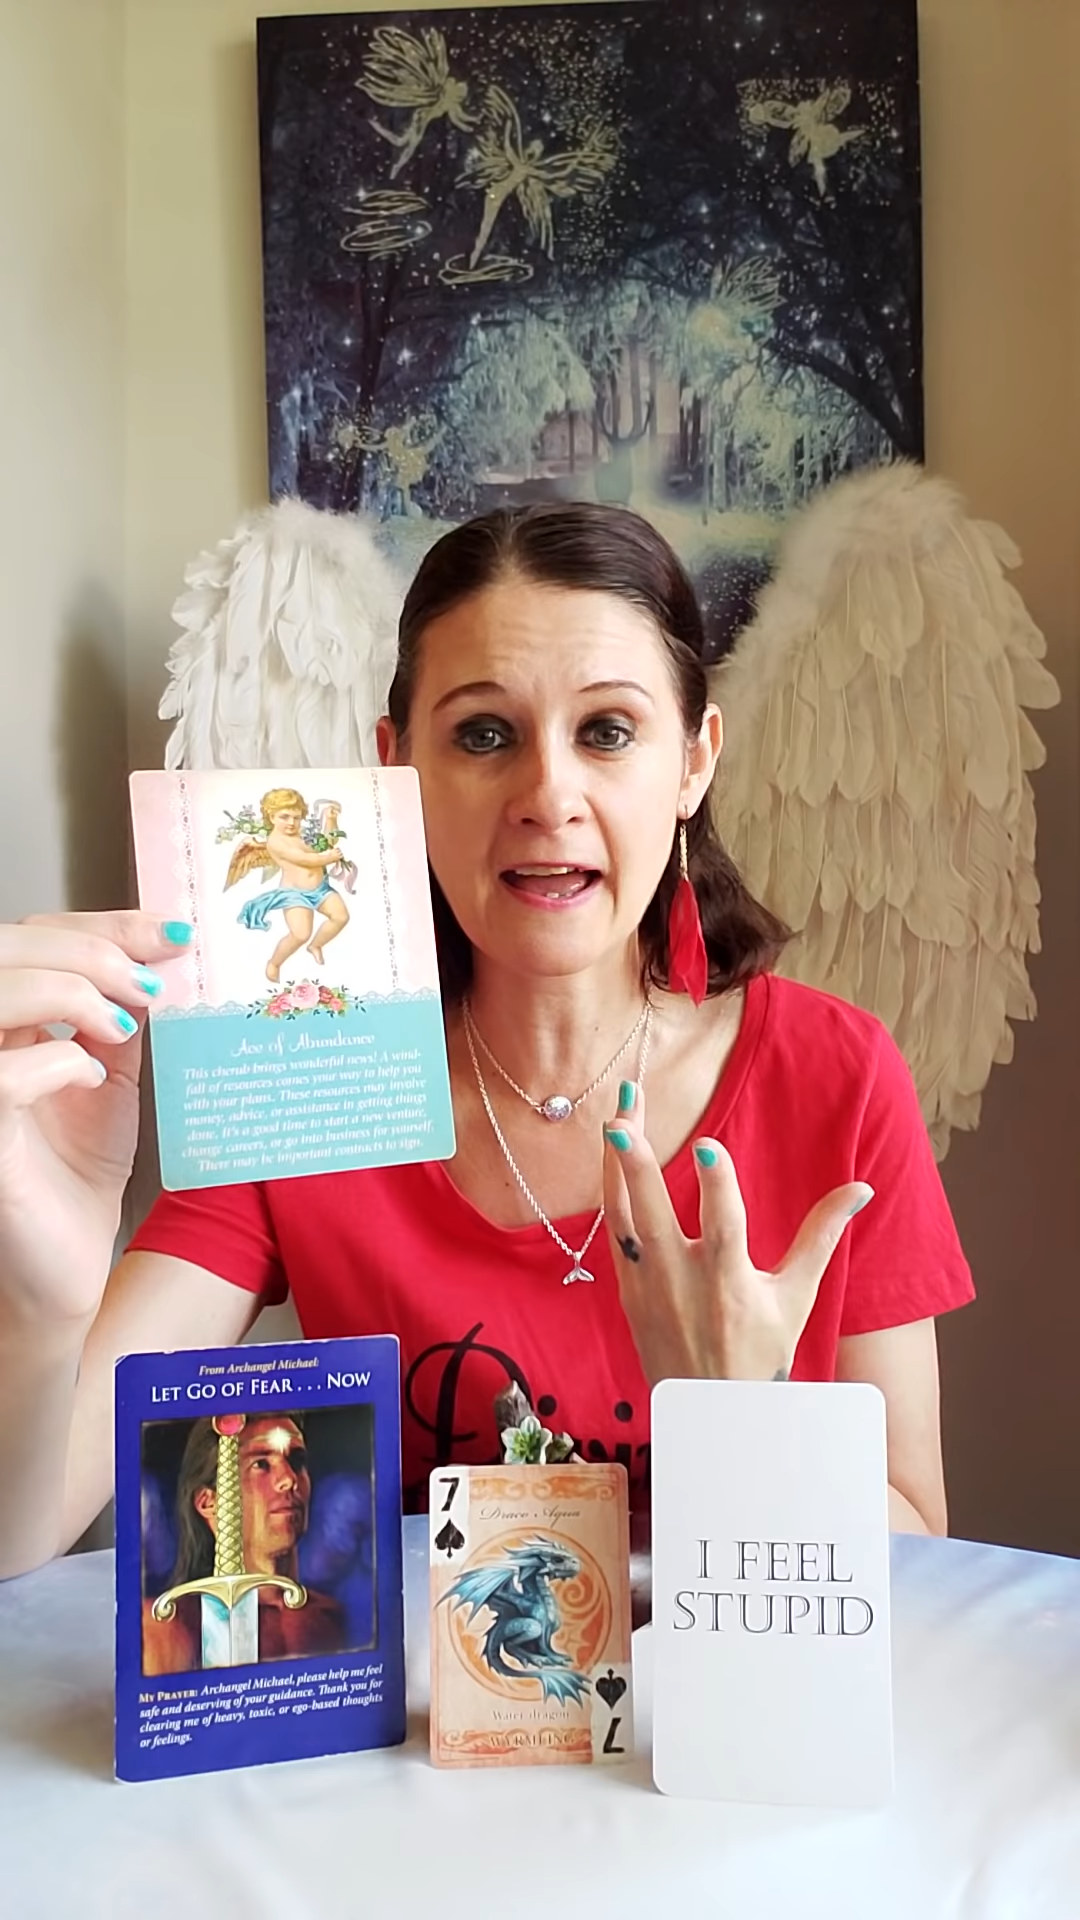 Ace of Abundance
This cherub brings wonderful news! A wind-
fall of resources comes your way to help you
with your plans. These resources may involve
money, advice, or assistance in getting things
done. It's a good time to start a new venture,
change careers, or go into business for yourself.
There may be important contracts to sign.
From Archangel Michael:
LET GO OF FEAR . . . NOW
MY PRAYER: Archangel Michael, please help me feel
safe and deserving of your guidance. Thank you for
clearing me of heavy, toxic, or ego-based thoughts
or feelings.
7
Draco Aqua
Water dragon
WYRMLING
7
I FEEL
STUPID